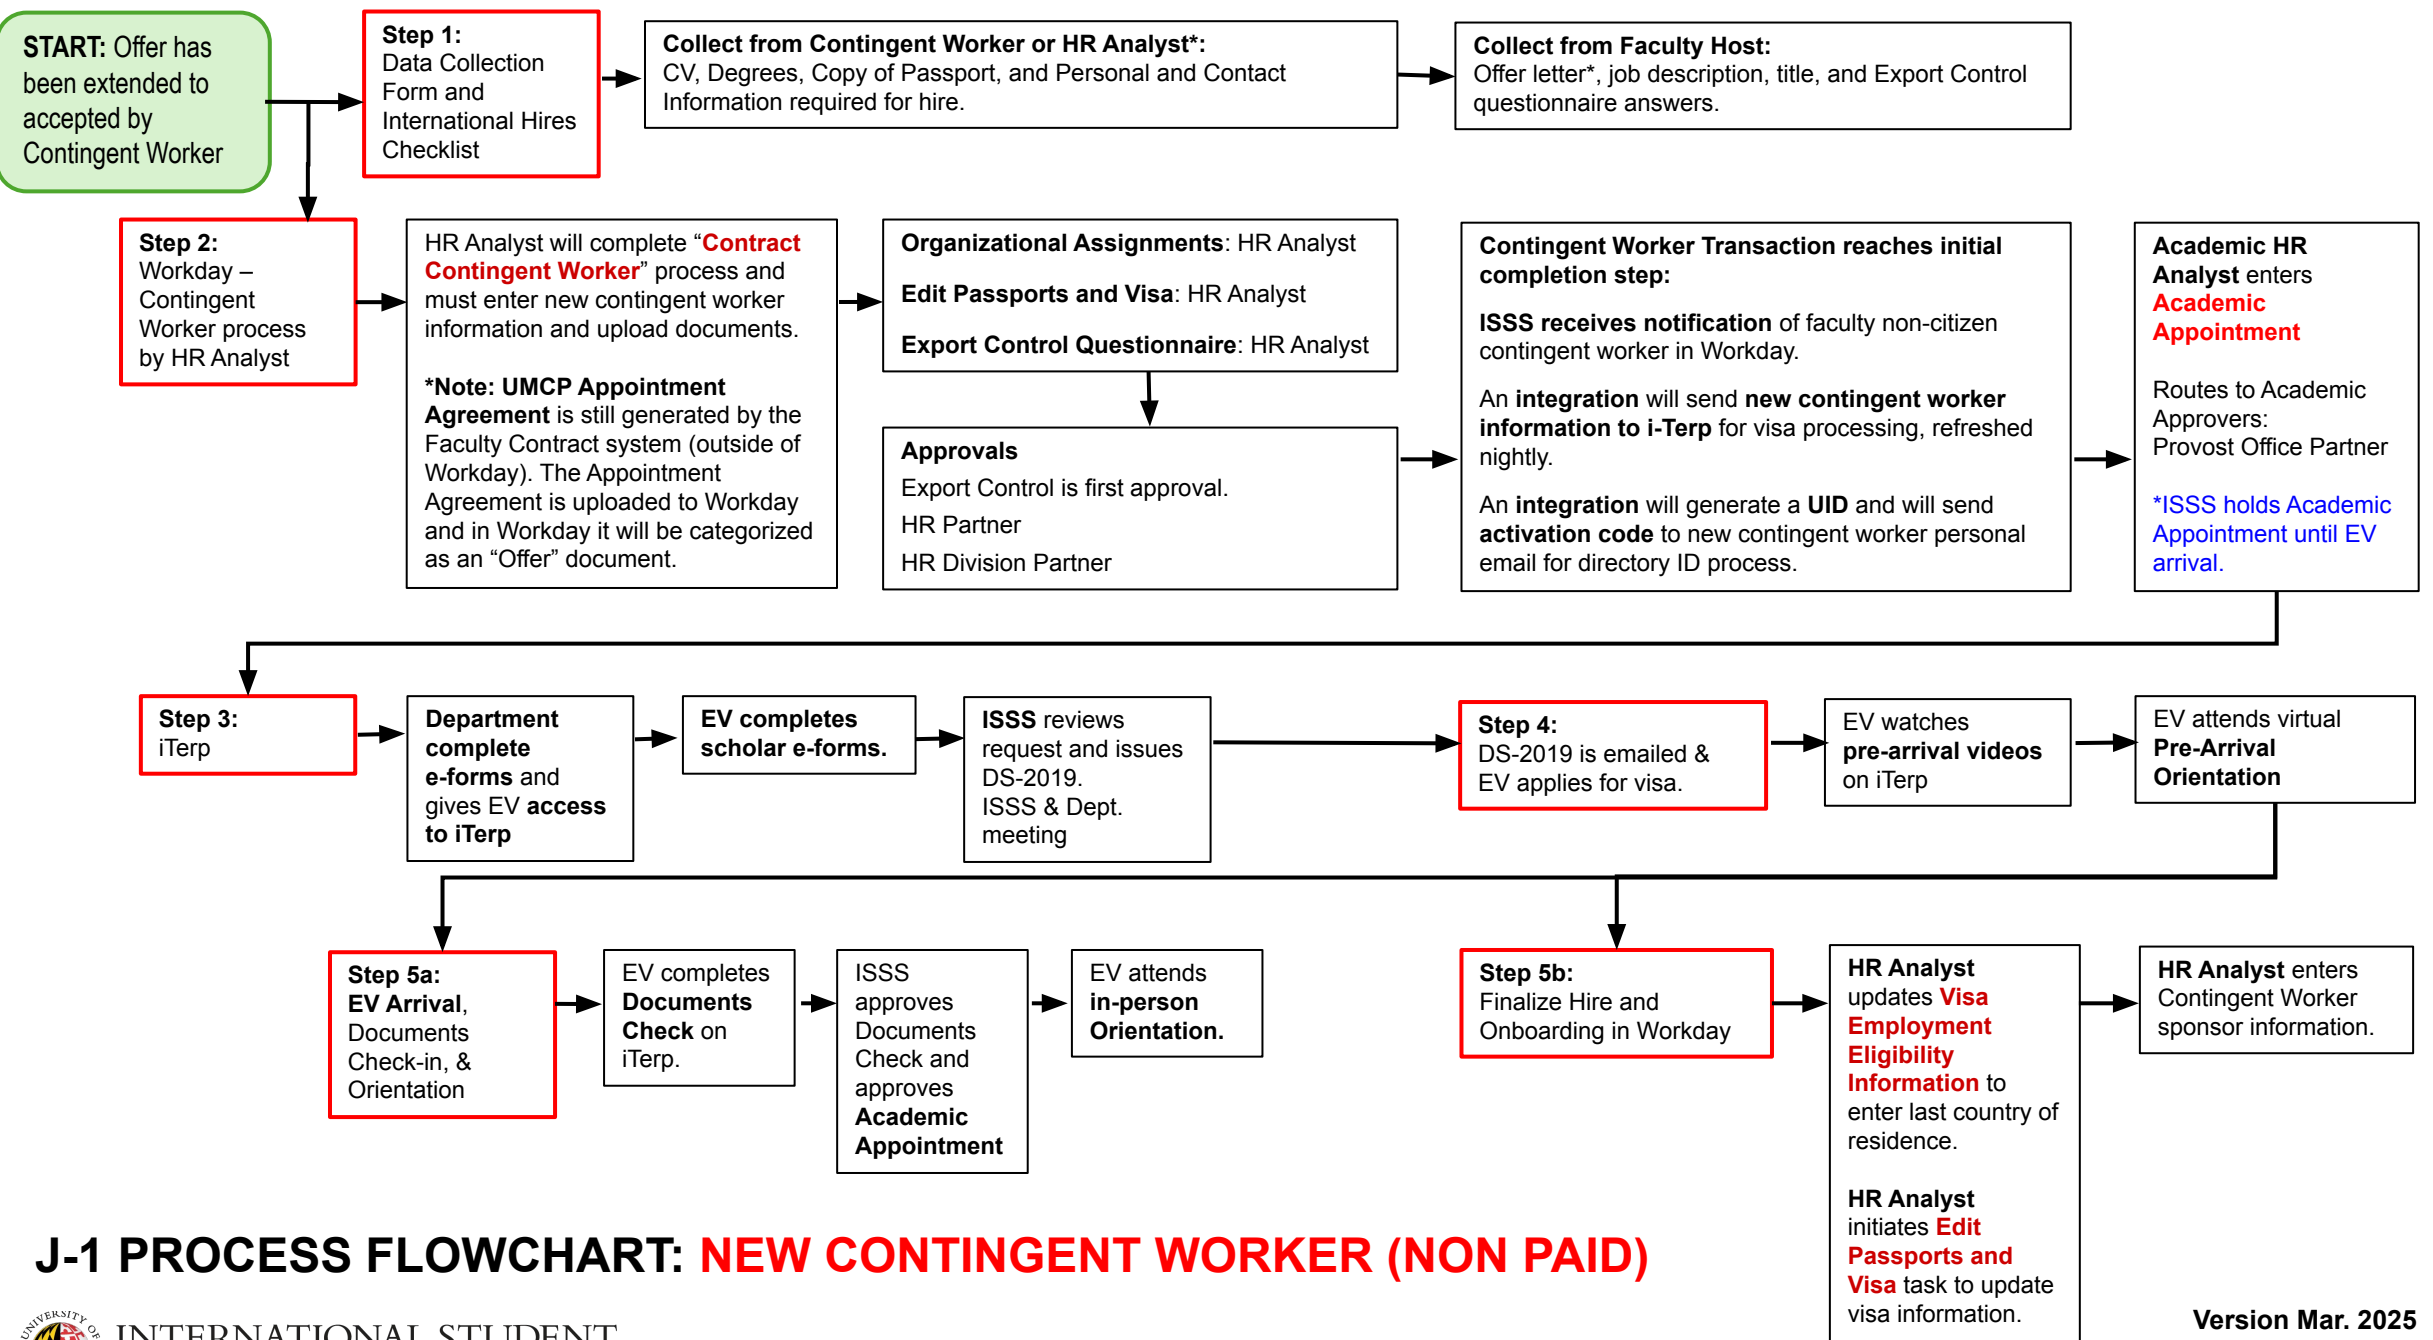 START: Offer has
been extended to
accepted by
Contingent Worker
Step 1:
Data Collection
Form and
International Hires
Checklist
Collect from Contingent Worker or HR Analyst*:
CV, Degrees, Copy of Passport, and Personal and Contact
Information required for hire.
Collect from Faculty Host:
Offer letter*, job description, title, and Export Control
questionnaire answers.
Step 2:
Workday –
Contingent
Worker process
by HR Analyst
HR Analyst will complete “Contract
Contingent Worker” process and
must enter new contingent worker
information and upload documents.
*Note: UMCP Appointment
Agreement is still generated by the
Faculty Contract system (outside of
Workday). The Appointment
Agreement is uploaded to Workday
and in Workday it will be categorized
as an “Offer” document.
Organizational Assignments: HR Analyst
Edit Passports and Visa: HR Analyst
Export Control Questionnaire: HR Analyst
Approvals
Export Control is first approval.
HR Partner
HR Division Partner
Contingent Worker Transaction reaches initial
completion step:
ISSS receives notification of faculty non-citizen
contingent worker in Workday.
An integration will send new contingent worker
information to i-Terp for visa processing, refreshed
nightly.
An integration will generate a UID and will send
activation code to new contingent worker personal
email for directory ID process.
Academic HR
Analyst enters
Academic
Appointment
Routes to Academic
Approvers:
Provost Office Partner
*ISSS holds Academic
Appointment until EV
arrival.
Step 3:
iTerp
Department
complete
e-forms and
gives EV access
to iTerp
EV completes
scholar e-forms.
ISSS reviews
request and issues
DS-2019.
ISSS & Dept.
meeting
Step 4:
DS-2019 is emailed &
EV applies for visa.
EV watches
pre-arrival videos
on iTerp
EV attends virtual
Pre-Arrival
Orientation
Step 5a:
EV Arrival,
Documents
Check-in, &
Orientation
EV completes
Documents
Check on
iTerp.
ISSS
approves
Documents
Check and
approves
Academic
Appointment
EV attends
in-person
Orientation.
Step 5b:
Finalize Hire and
Onboarding in Workday
HR Analyst
updates Visa
Employment
Eligibility
Information to
enter last country of
residence.
HR Analyst
initiates Edit
Passports and
Visa task to update
visa information.
HR Analyst enters
Contingent Worker
sponsor information.
J-1 PROCESS FLOWCHART: NEW CONTINGENT WORKER (NON PAID)
UNIVERSITY OF
INTERNATIONAL STUDENT
Version Mar. 2025